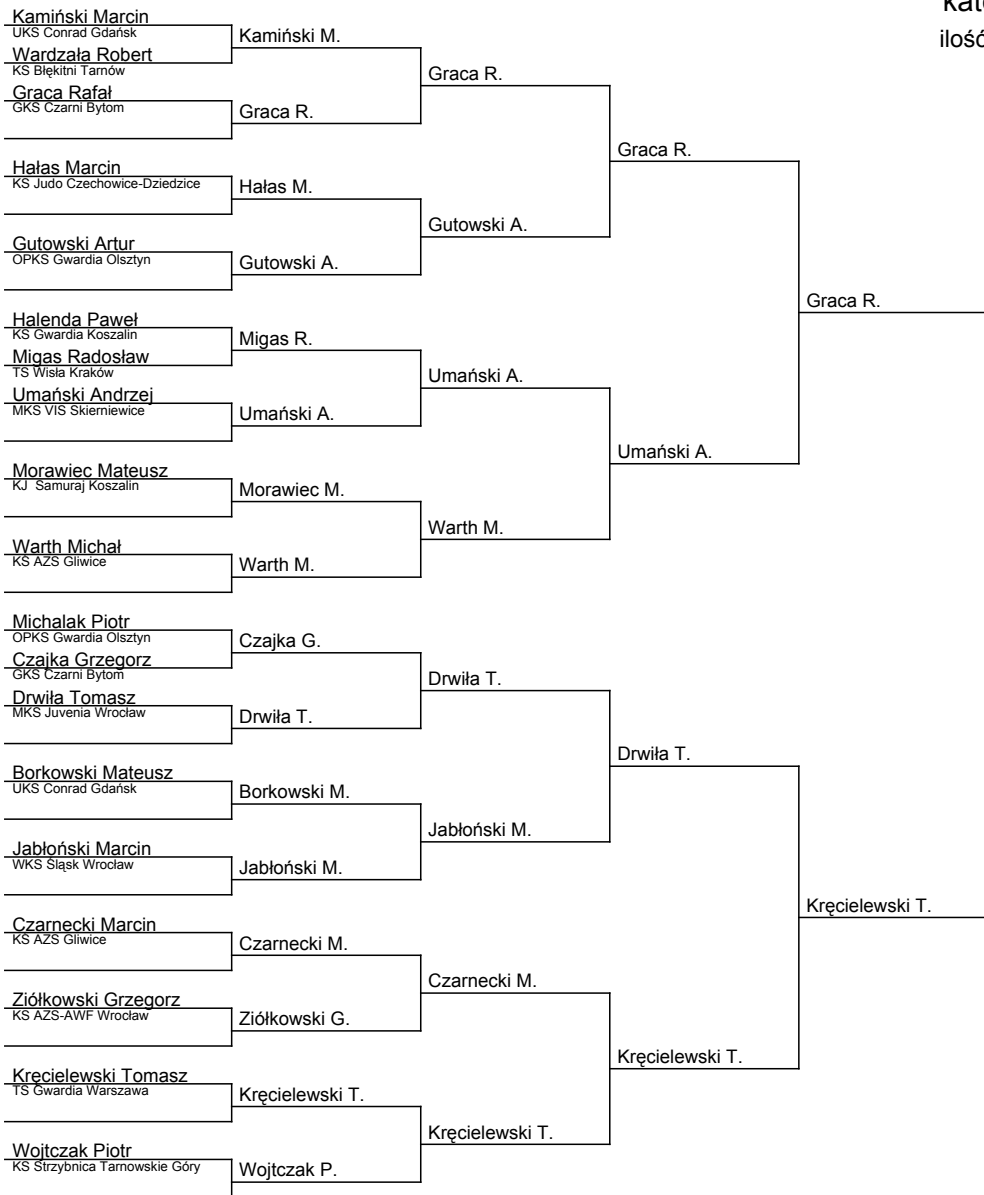 kate
ilość
Kamiński Marcin
UKS Conrad Gdańsk
Wardzała Robert
KS Błękitni Tarnów
Graca Rafał
GKS Czarni Bytom
Hałas Marcin
KS Judo Czechowice-Dziedzice
Gutowski Artur
OPKS Gwardia Olsztyn
Halenda Paweł
KS Gwardia Koszalin
Migas Radosław
TS Wisła Kraków
Umański Andrzej
MKS VIS Skierniewice
Morawiec Mateusz
KJ Samuraj Koszalin
Warth Michał
KS AZS Gliwice
Michalak Piotr
OPKS Gwardia Olsztyn
Czajka Grzegorz
GKS Czarni Bytom
Drwiła Tomasz
MKS Juvenia Wrocław
Borkowski Mateusz
UKS Conrad Gdańsk
Jabłoński Marcin
WKS Śląsk Wrocław
Czarnecki Marcin
KS AZS Gliwice
Ziółkowski Grzegorz
KS AZS-AWF Wrocław
Kręcielewski Tomasz
TS Gwardia Warszawa
Wojtczak Piotr
KS Strzybnica Tarnowskie Góry
Kamiński M.
Graca R.
Hałas M.
Gutowski A.
Migas R.
Umański A.
Morawiec M.
Warth M.
Czajka G.
Drwiła T.
Borkowski M.
Jabłoński M.
Czarnecki M.
Ziółkowski G.
Kręcielewski T.
Wojtczak P.
Graca R.
Gutowski A.
Umański A.
Warth M.
Drwiła T.
Jabłoński M.
Czarnecki M.
Kręcielewski T.
Graca R.
Umański A.
Drwiła T.
Kręcielewski T.
Graca R.
Kręcielewski T.